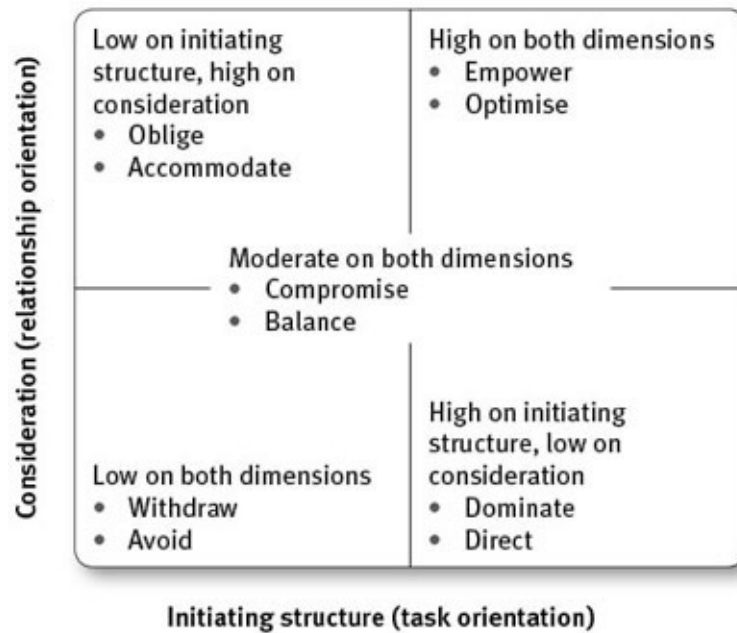 Consideration (relationship orientation)
Low on initiating
structure, high on
consideration
• Oblige
• Accommodate
High on both dimensions
• Empower
• Optimise
Moderate on both dimensions
• Compromise
• Balance
Low on both dimensions
• Withdraw
• Avoid
High on initiating
structure, low on
consideration
• Dominate
• Direct
Initiating structure (task orientation)